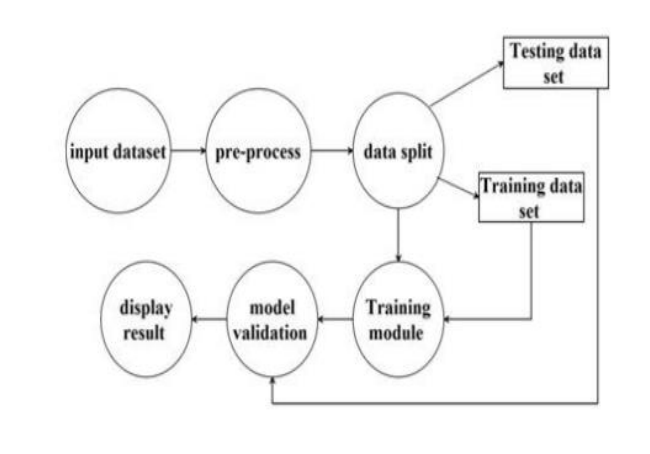 Testing data
set
input dataset
pre-process
data split
Training data
set
display
result
model
validation
Training
module